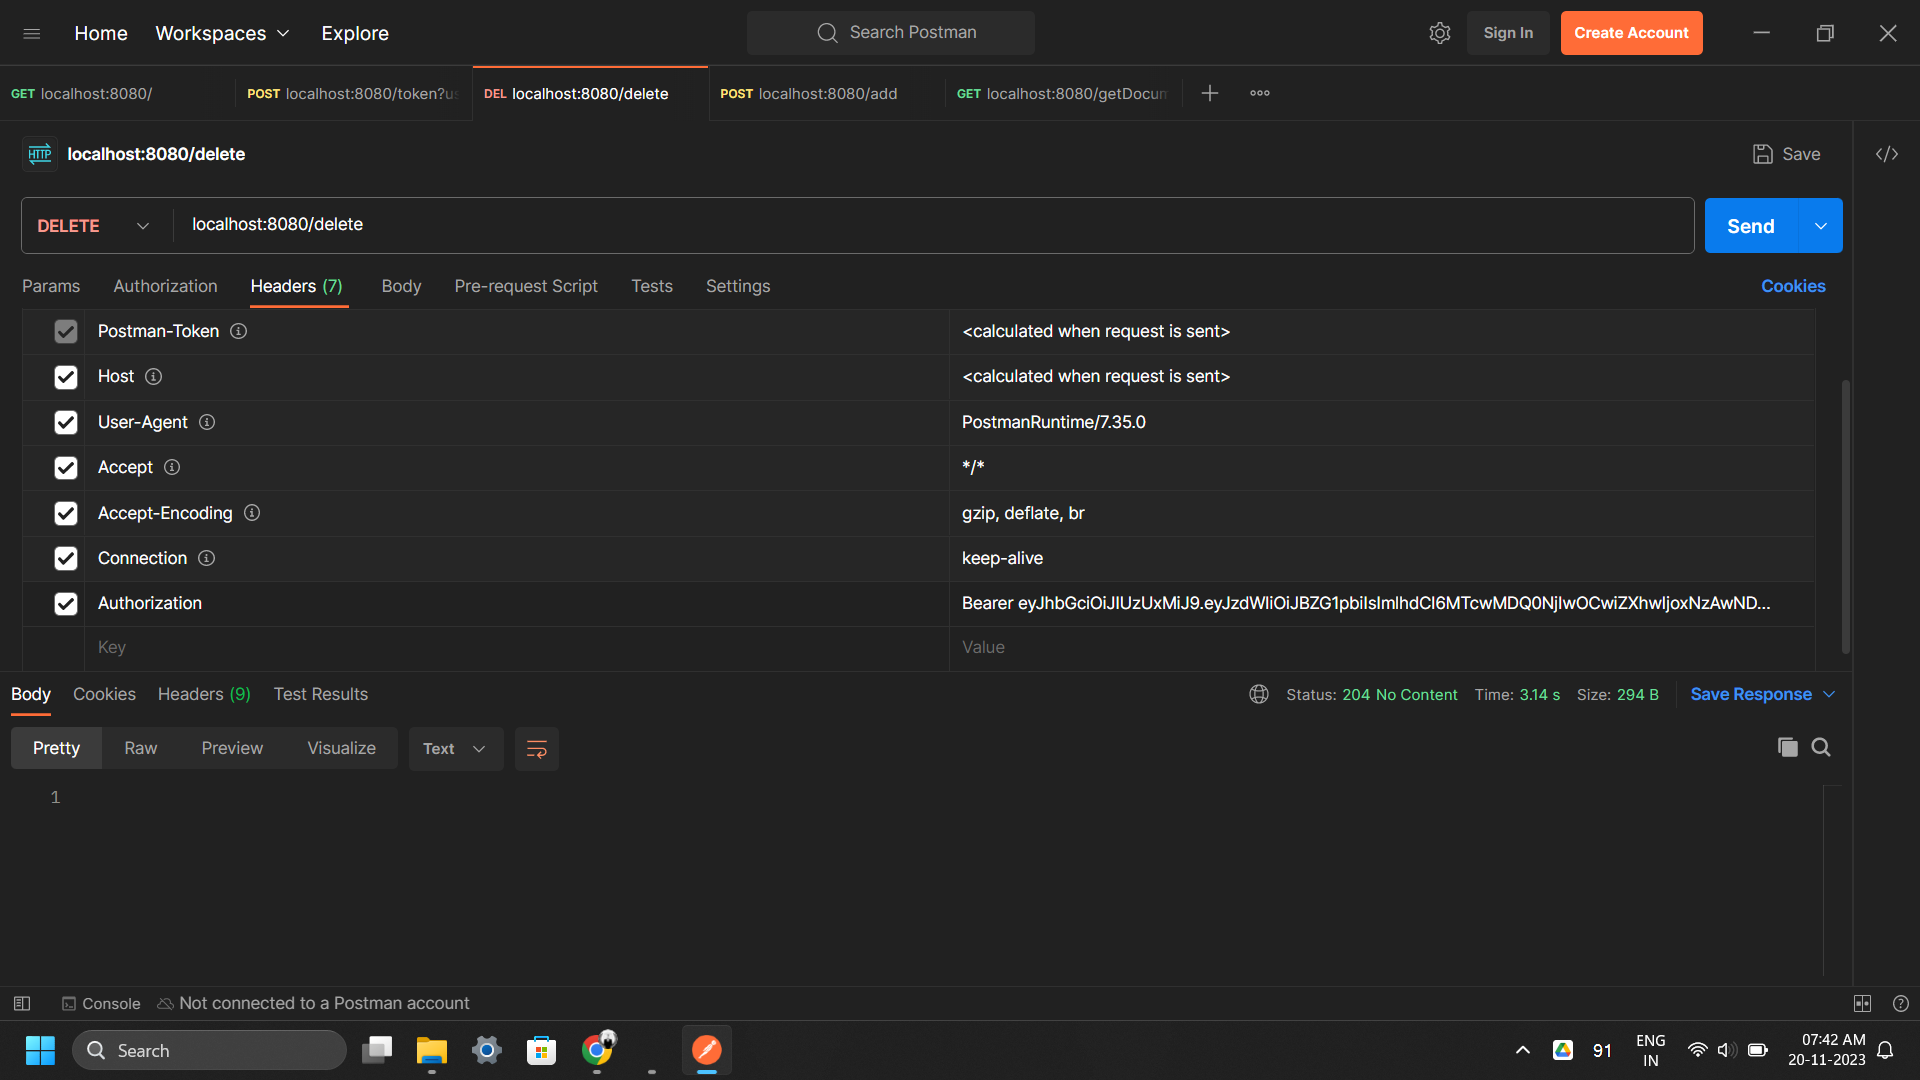 Home Workspaces Explore Search Postman Sign In Create Account
GET localhost:8080/ POST localhost:8080/token?us DEL localhost:8080/delete POST localhost:8080/add GET localhost:8080/getDocum
HTTP localhost:8080/delete Save
DELETE localhost:8080/delete Send
Params Authorization Headers (7) Body Pre-request Script Tests Settings Cookies
Postman-Token <calculated when request is sent>
Host <calculated when request is sent>
User-Agent PostmanRuntime/7.35.0
Accept */*
Accept-Encoding gzip, deflate, br
Connection keep-alive
Authorization Bearer eyJhbGciOiJIUzUxMiJ9.eyJzdWIiOiJBZG1pbiIsImlhdCI6MTcwMDQ0NjIwOCwiZXhwIjoxNzAwND...
Key Value
Body Cookies Headers (9) Test Results Status: 204 No Content Time: 3.14 s Size: 294 B Save Response
Pretty Raw Preview Visualize Text
1
Console Not connected to a Postman account
Search 91 ENG IN 07:42 AM 20-11-2023